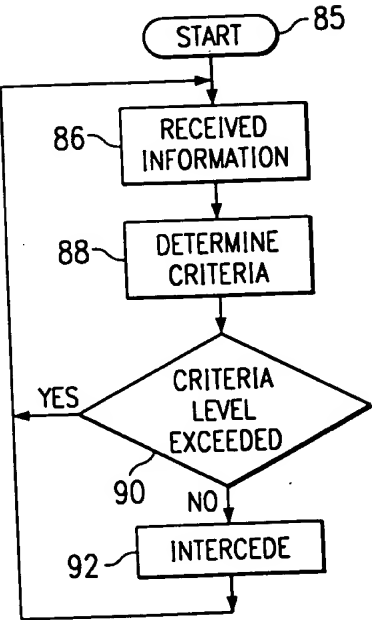 START
85
86
RECEIVED
INFORMATION
88
DETERMINE
CRITERIA
YES
CRITERIA
LEVEL
EXCEEDED
90
NO
92
INTERCEDE